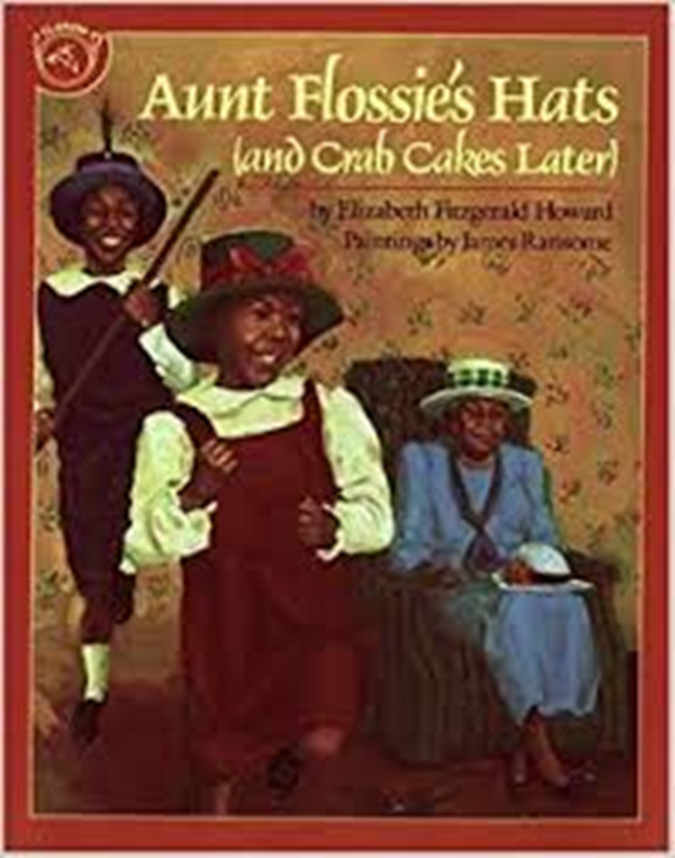 Aunt Flossie's Hats
(and Crab Cakes Later)
by Elizabeth Fitzgerald Howard
Paintings by James Ransome